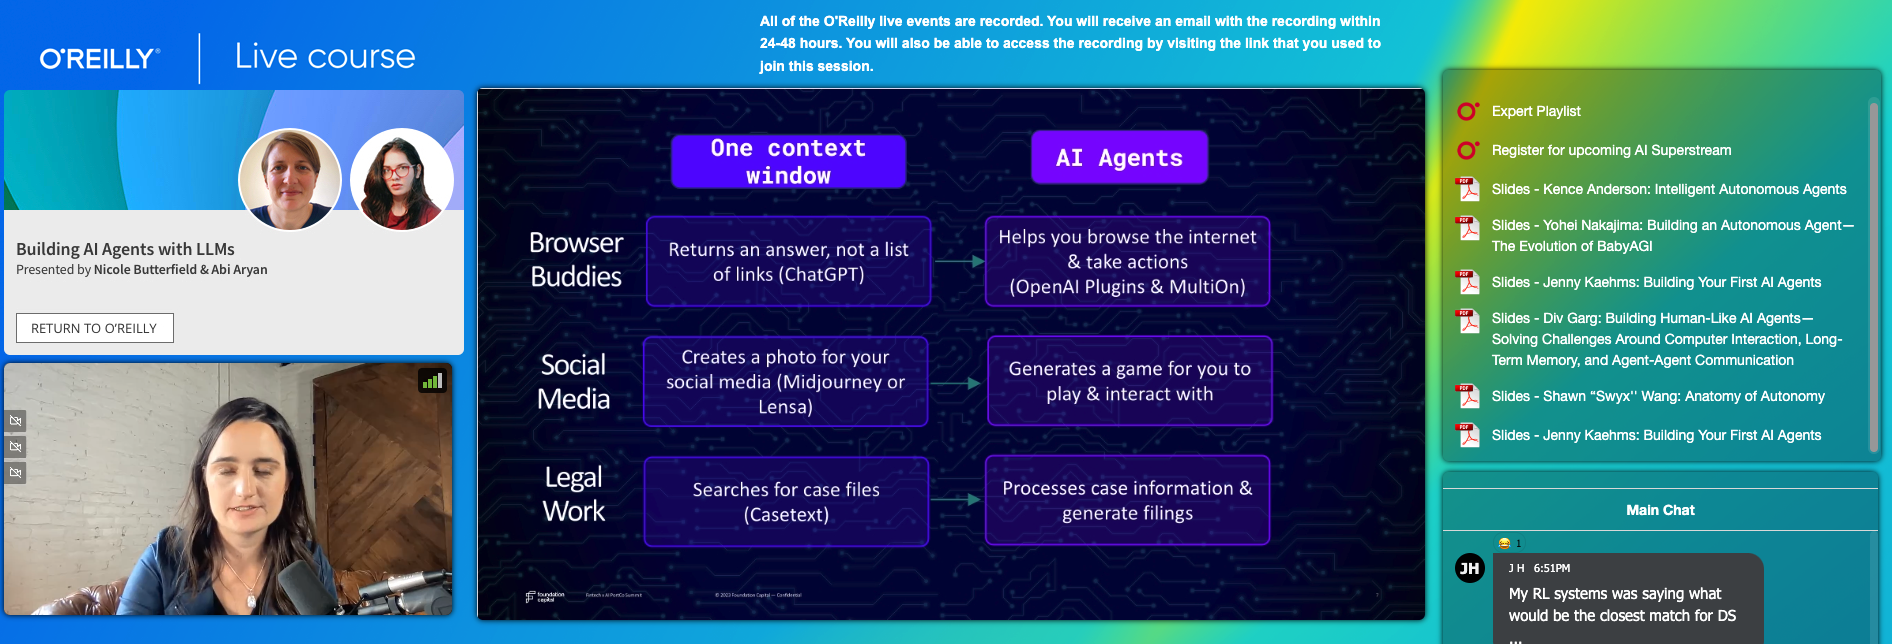 All of the O'Reilly live events are recorded. You will receive an email with the recording within
24-48 hours. You will also be able to access the recording by visiting the link that you used to
join this session.
O'REILLY®
Live course
Building AI Agents with LLMs
Presented by Nicole Butterfield & Abi Aryan
RETURN TO O'REILLY
One context
window
AI Agents
Browser
Buddies
Returns an answer, not a list
of links (ChatGPT)
Helps you browse the internet
& take actions
(OpenAI Plugins & MultiOn)
Social
Media
Creates a photo for your
social media (Midjourney or
Lensa)
Generates a game for you to
play & interact with
Legal
Work
Searches for case files
(Casetext)
Processes case information &
generate filings
foundation
capital
Fintech x AI PortCo Summit
© 2023 Foundation Capital — Confidential
Expert Playlist
Register for upcoming AI Superstream
PDF
Slides - Kence Anderson: Intelligent Autonomous Agents
PDF
Slides - Yohei Nakajima: Building an Autonomous Agent—
The Evolution of BabyAGI
PDF
Slides - Jenny Kaehms: Building Your First AI Agents
PDF
Slides - Div Garg: Building Human-Like AI Agents—
Solving Challenges Around Computer Interaction, Long-
Term Memory, and Agent-Agent Communication
PDF
Slides - Shawn “Swyx'' Wang: Anatomy of Autonomy
PDF
Slides - Jenny Kaehms: Building Your First AI Agents
Main Chat
1
JH
J H 6:51PM
My RL systems was saying what
would be the closest match for DS
...